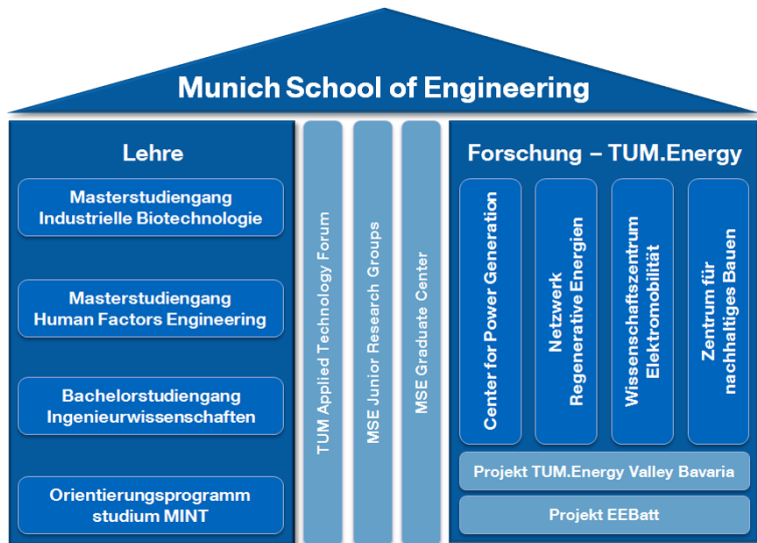 Munich School of Engineering
Lehre
Masterstudiengang
Industrielle Biotechnologie
Masterstudiengang
Human Factors Engineering
Bachelorstudiengang
Ingenieurwissenschaften
Orientierungsprogramm
studium MINT
TUM Applied Technology Forum
MSE Junior Research Groups
MSE Graduate Center
Forschung – TUM.Energy
Center for Power Generation
Netzwerk
Regenerative Energien
Wissenschaftszentrum
Elektromobilität
Zentrum für
nachhaltiges Bauen
Projekt TUM.Energy Valley Bavaria
Projekt EEBatt